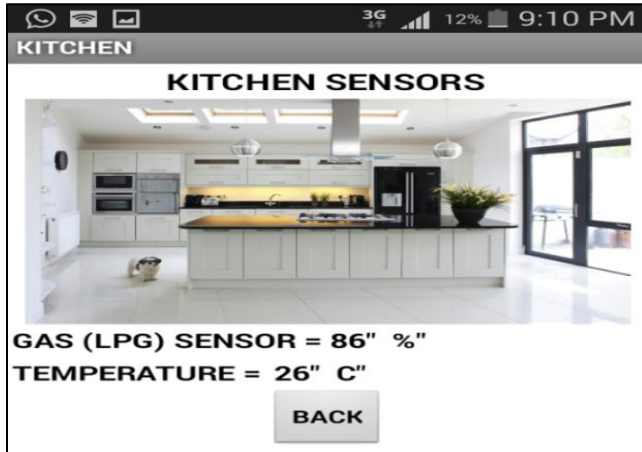 3G 12% 9:10 PM
KITCHEN
KITCHEN SENSORS
GAS (LPG) SENSOR = 86" %"
TEMPERATURE = 26" C"
BACK